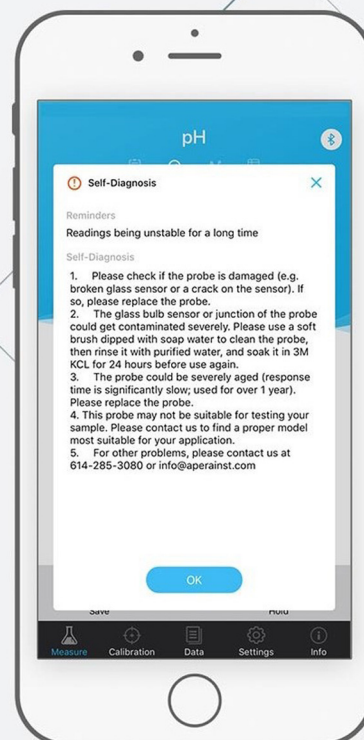 pH
Self-Diagnosis
Reminders
Readings being unstable for a long time
Self-Diagnosis
1. Please check if the probe is damaged (e.g.
broken glass sensor or a crack on the sensor). If
so, please replace the probe.
2. The glass bulb sensor or junction of the probe
could get contaminated severely. Please use a soft
brush dipped with soap water to clean the probe,
then rinse it with purified water, and soak it in 3M
KCL for 24 hours before use again.
3. The probe could be severely aged (response
time is significantly slow; used for over 1 year).
Please replace the probe.
4. This probe may not be suitable for testing your
sample. Please contact us to find a proper model
most suitable for your application.
5. For other problems, please contact us at
614-285-3080 or info@aperainst.com
OK
Save Hold
Measure Calibration Data Settings Info